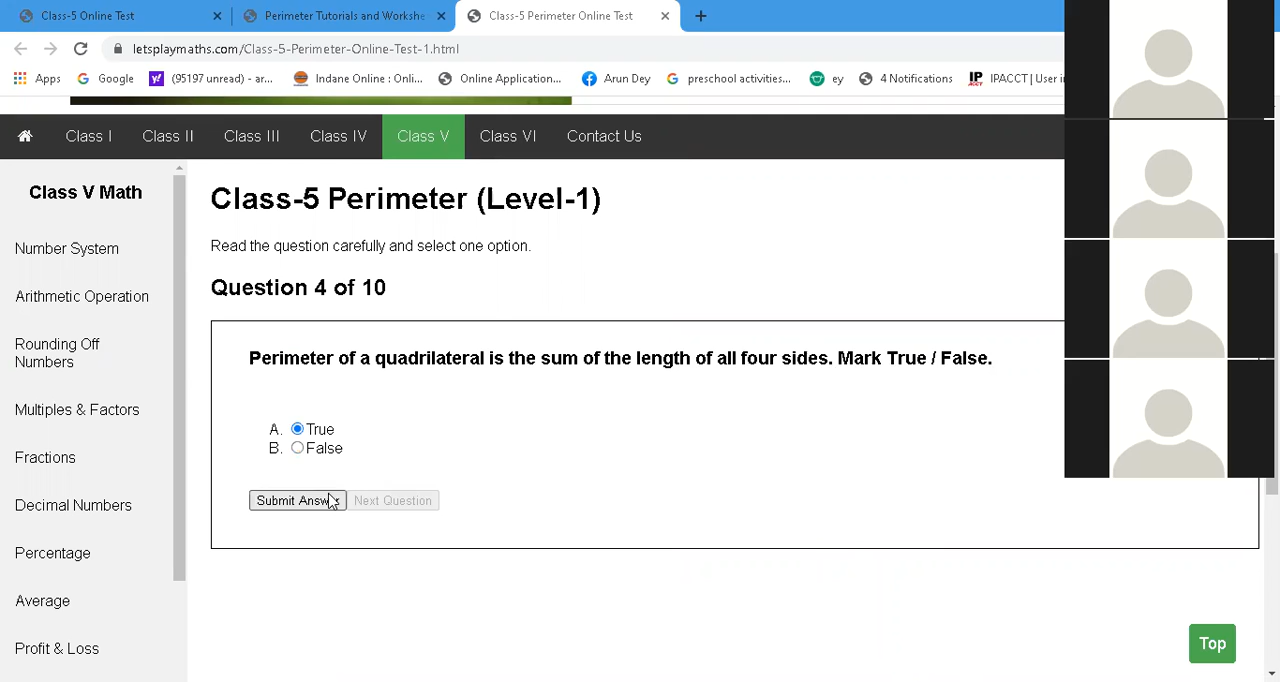 Class-5 Online Test
Perimeter Tutorials and Workshe
Class-5 Perimeter Online Test
letsplaymaths.com/Class-5-Perimeter-Online-Test-1.html
Apps
Google
(95197 unread) - ar...
Indane Online : Onli...
Online Application...
Arun Dey
preschool activities...
ey
4 Notifications
IPACCT | User in
Class I
Class II
Class III
Class IV
Class V
Class VI
Contact Us
Class V Math
Number System
Arithmetic Operation
Rounding Off
Numbers
Multiples & Factors
Fractions
Decimal Numbers
Percentage
Average
Profit & Loss
Class-5 Perimeter (Level-1)
Read the question carefully and select one option.
Question 4 of 10
Perimeter of a quadrilateral is the sum of the length of all four sides. Mark True / False.
A. True
B. False
Submit Answer
Next Question
Top